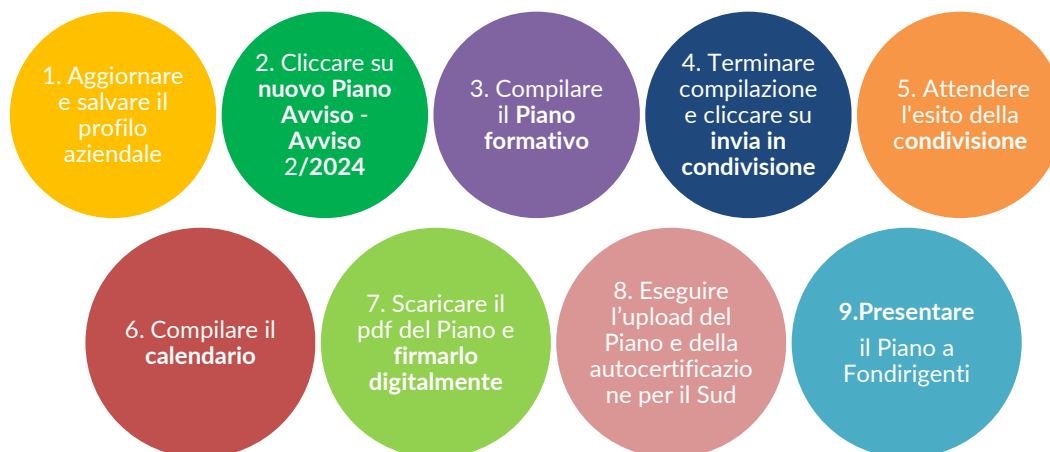 1. Aggiornare
e salvare il
profilo
aziendale
2. Cliccare su
nuovo Piano
Avviso -
Avviso
2/2024
3. Compilare
il Piano
formativo
4. Terminare
compilazione
e cliccare su
invia in
condivisione
5. Attendere
l'esito della
condivisione
6. Compilare il
calendario
7. Scaricare il
pdf del Piano e
firmarlo
digitalmente
8. Eseguire
l’upload del
Piano e della
autocertificazio
ne per il Sud
9.Presentare
il Piano a
Fondirigenti